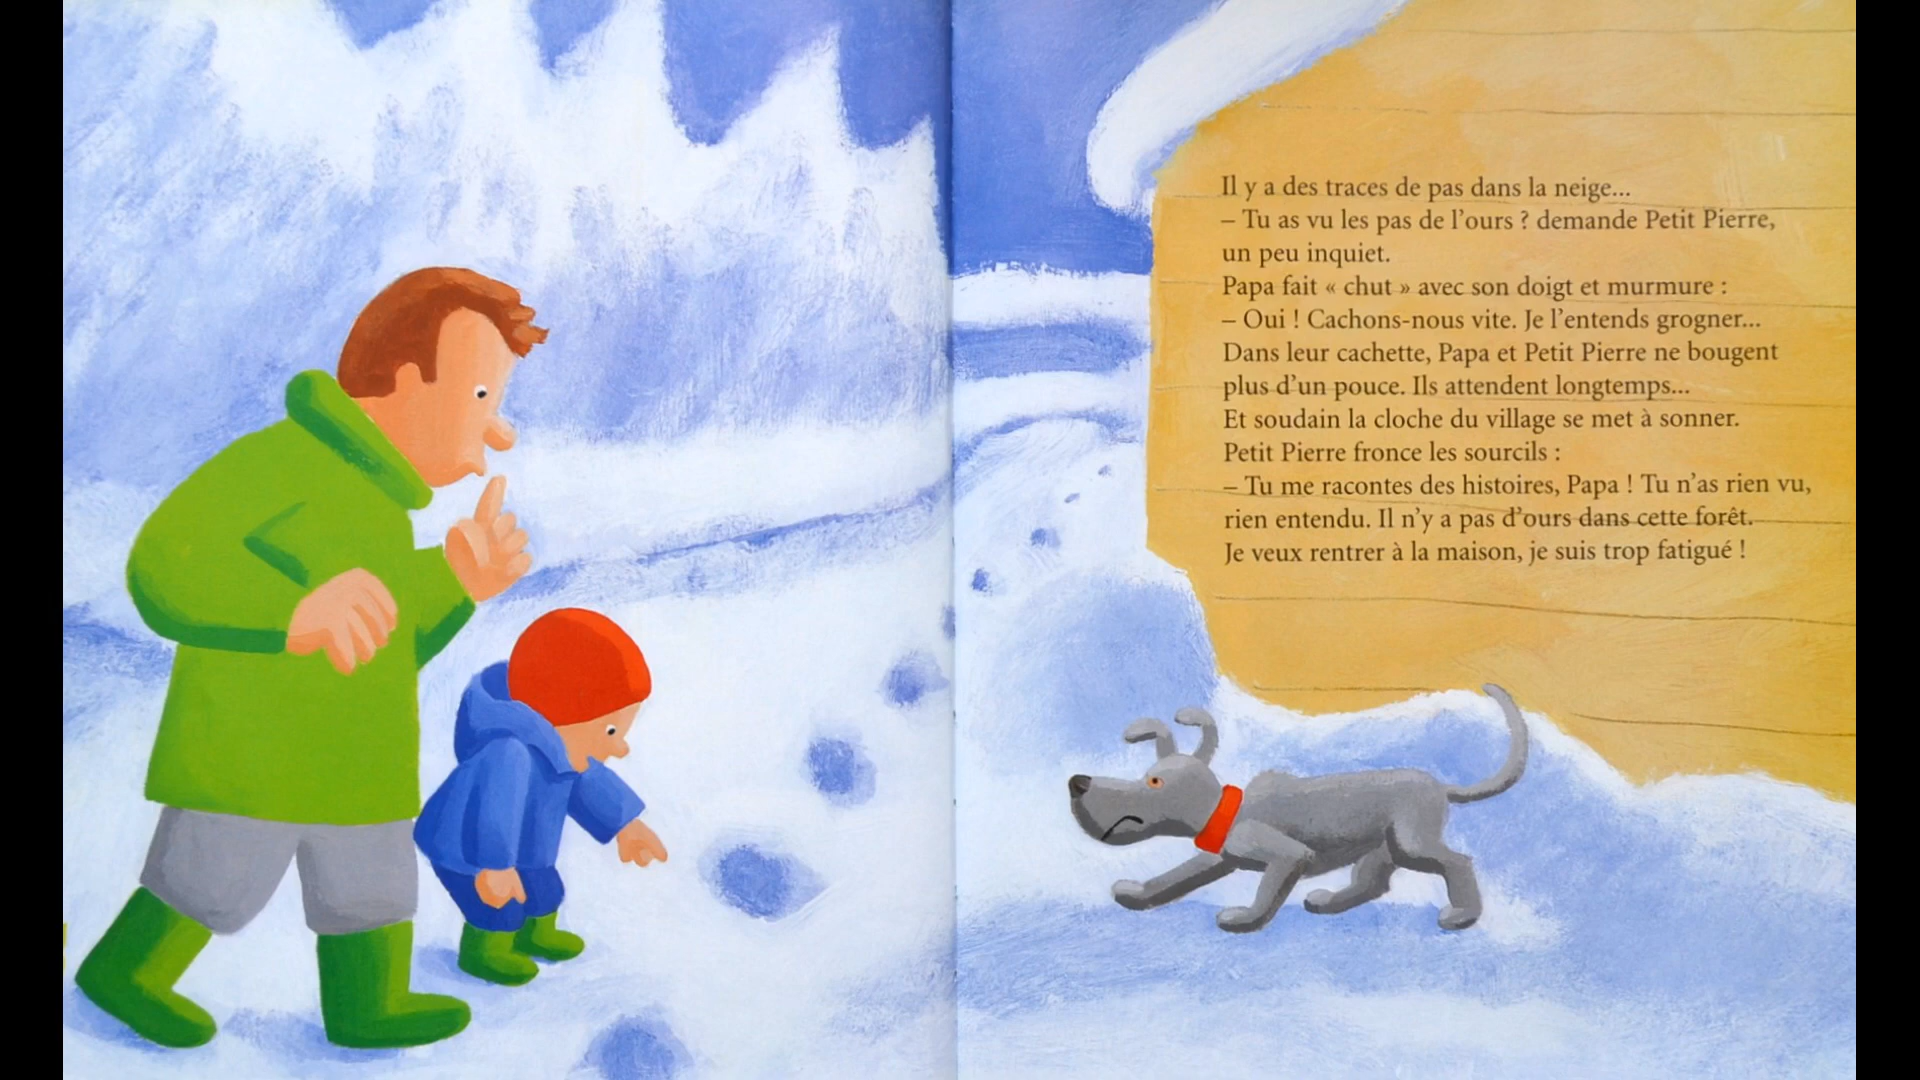 Il y a des traces de pas dans la neige...
– Tu as vu les pas de l'ours ? demande Petit Pierre,
un peu inquiet.
Papa fait « chut » avec son doigt et murmure :
– Oui ! Cachons-nous vite. Je l'entends grogner...
Dans leur cachette, Papa et Petit Pierre ne bougent
plus d'un pouce. Ils attendent longtemps...
Et soudain la cloche du village se met à sonner.
Petit Pierre fronce les sourcils :
– Tu me racontes des histoires, Papa ! Tu n'as rien vu,
rien entendu. Il n'y a pas d'ours dans cette forêt.
Je veux rentrer à la maison, je suis trop fatigué !